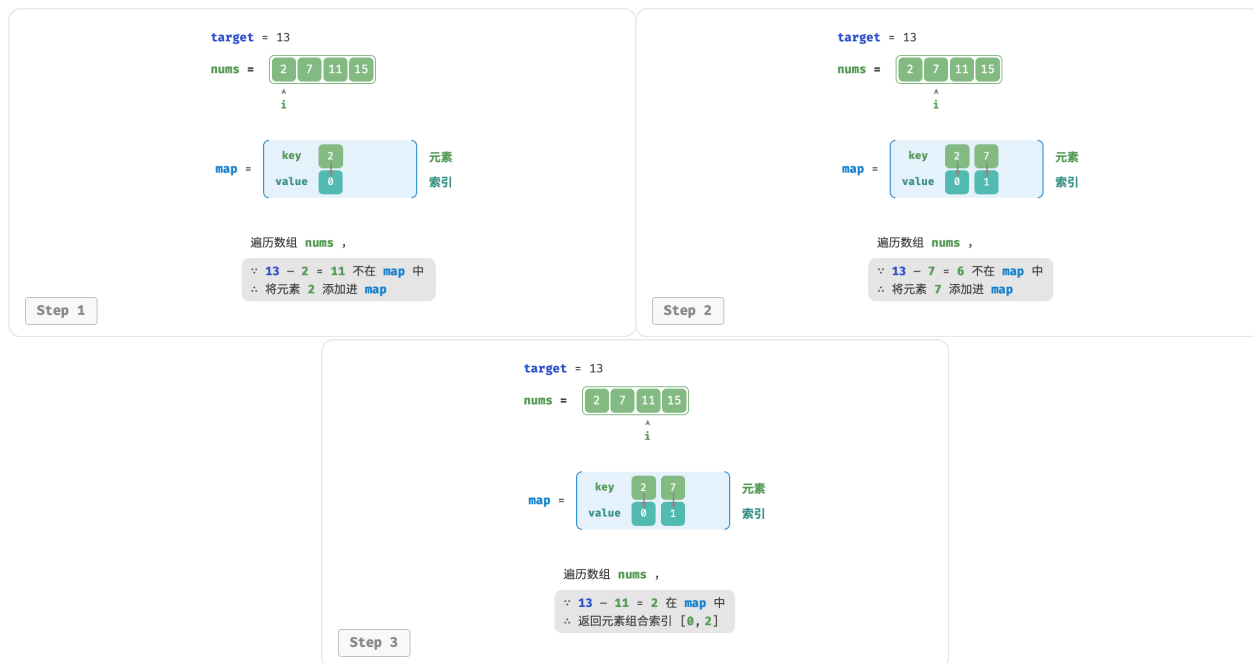 target = 13
nums = 2 7 11 15
i
map =
key 2 元素
value 0 索引
遍历数组 nums ,
∵ 13 − 2 = 11 不在 map 中
∴ 将元素 2 添加进 map
Step 1
target = 13
nums = 2 7 11 15
i
map =
key 2 7 元素
value 0 1 索引
遍历数组 nums ,
∵ 13 − 7 = 6 不在 map 中
∴ 将元素 7 添加进 map
Step 2
target = 13
nums = 2 7 11 15
i
map =
key 2 7 元素
value 0 1 索引
遍历数组 nums ,
∵ 13 − 11 = 2 在 map 中
∴ 返回元素组合索引 [0, 2]
Step 3